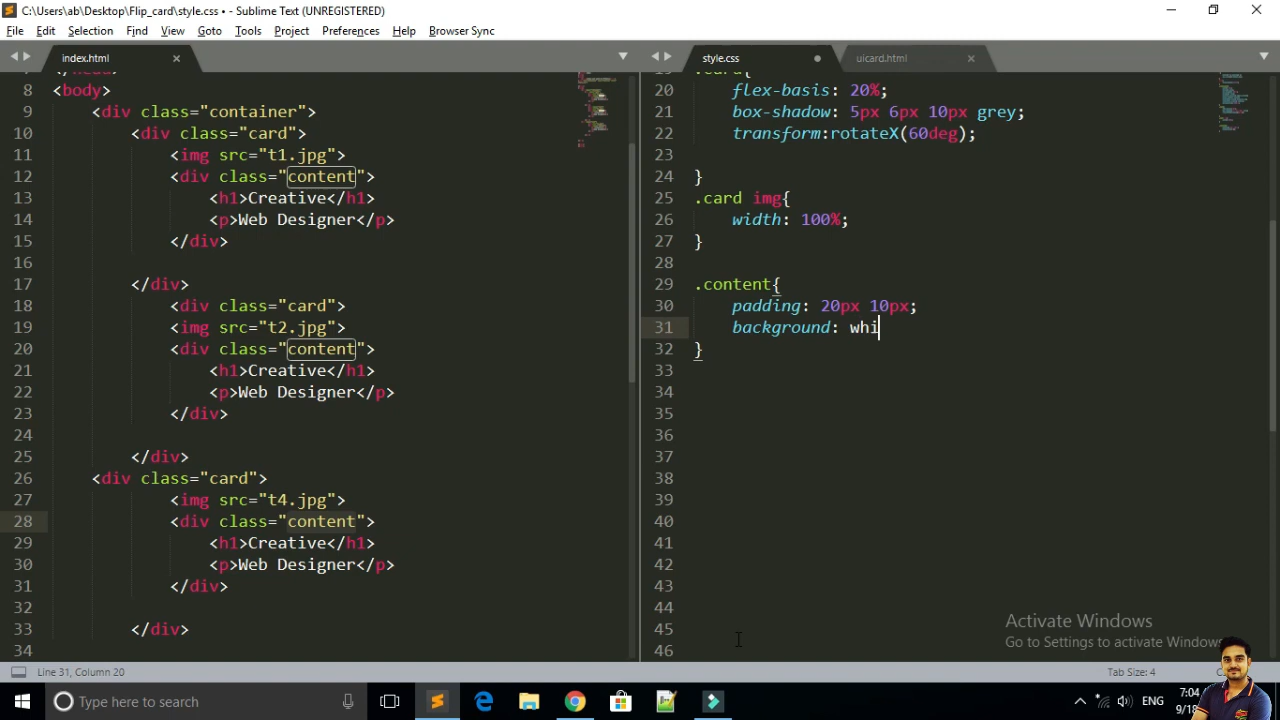 C:\Users\ab\Desktop\Flip_card\style.css • - Sublime Text (UNREGISTERED)
File Edit Selection Find View Goto Tools Project Preferences Help Browser Sync
index.html
style.css uicard.html
8 <body>
9 <div class="container">
10 <div class="card">
11 <img src="t1.jpg">
12 <div class="content">
13 <h1>Creative</h1>
14 <p>Web Designer</p>
15 </div>
16
17 </div>
18 <div class="card">
19 <img src="t2.jpg">
20 <div class="content">
21 <h1>Creative</h1>
22 <p>Web Designer</p>
23 </div>
24
25 </div>
26 <div class="card">
27 <img src="t4.jpg">
28 <div class="content">
29 <h1>Creative</h1>
30 <p>Web Designer</p>
31 </div>
32
33 </div>
34
20 flex-basis: 20%;
21 box-shadow: 5px 6px 10px grey;
22 transform:rotateX(60deg);
23
24 }
25 .card img{
26 width: 100%;
27 }
28
29 .content{
30 padding: 20px 10px;
31 background: whi
32 }
33
34
35
36
37
38
39
40
41
42
43
44
45
46
Activate Windows
Go to Settings to activate Windows
Line 31, Column 20
Tab Size: 4
Type here to search
ENG
7:04
9/18